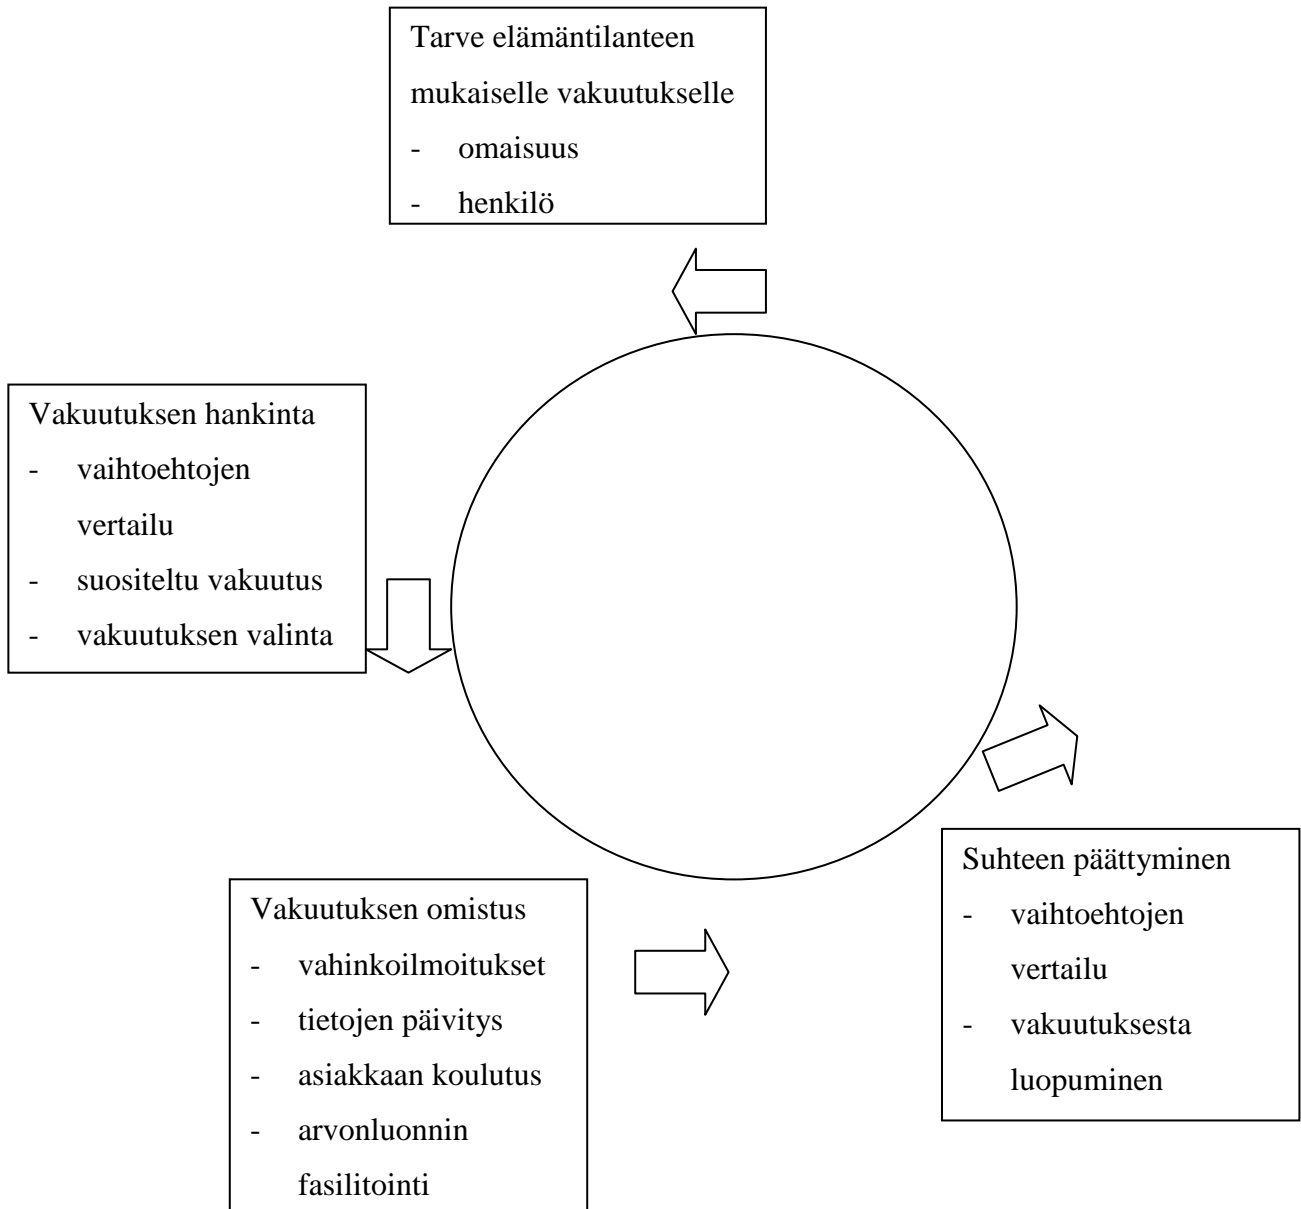 Tarve elämäntilanteen
mukaiselle vakuutukselle
- omaisuus
- henkilö
Vakuutuksen hankinta
- vaihtoehtojen
vertailu
- suositeltu vakuutus
- vakuutuksen valinta
Vakuutuksen omistus
- vahinkoilmoitukset
- tietojen päivitys
- asiakkaan koulutus
- arvonluonnin
fasilitointi
Suhteen päättyminen
- vaihtoehtojen
vertailu
- vakuutuksesta
luopuminen